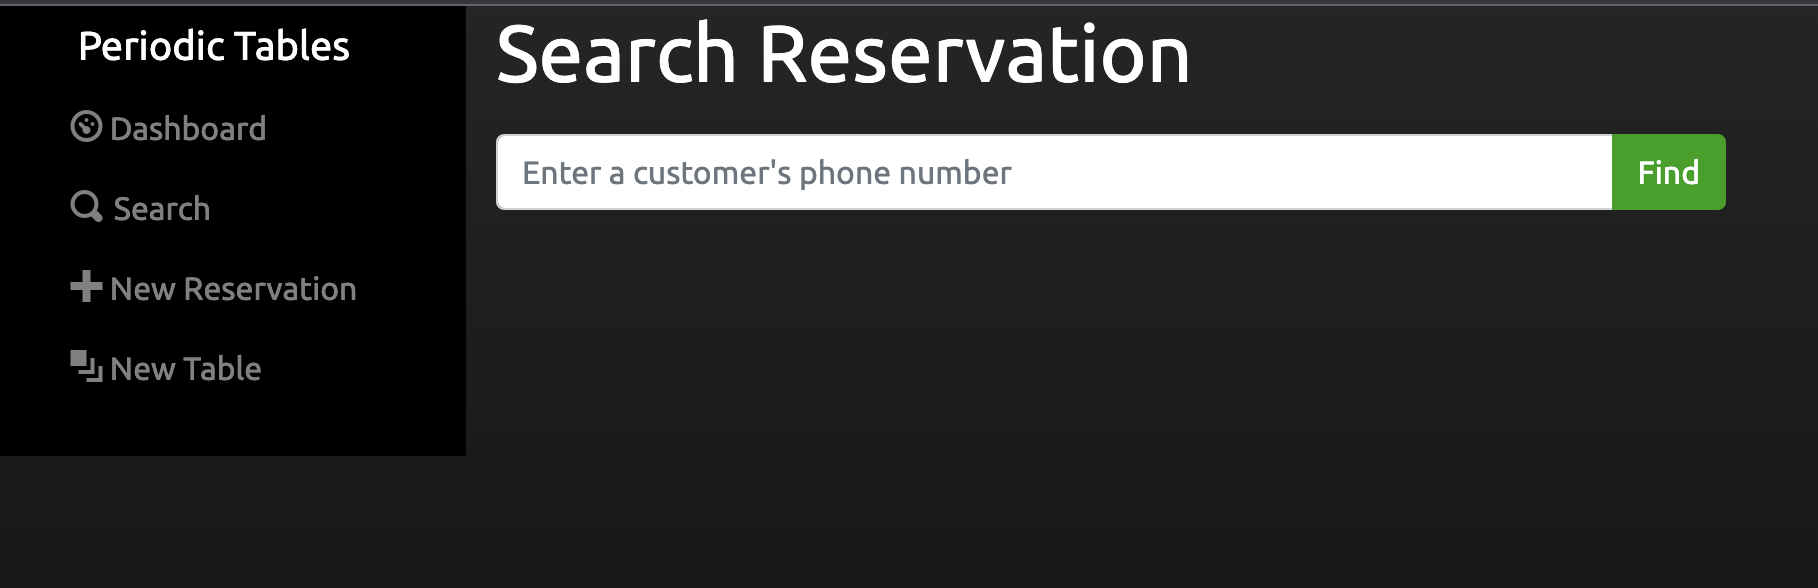 Periodic Tables
Dashboard
Search
New Reservation
New Table
Search Reservation
Enter a customer's phone number
Find